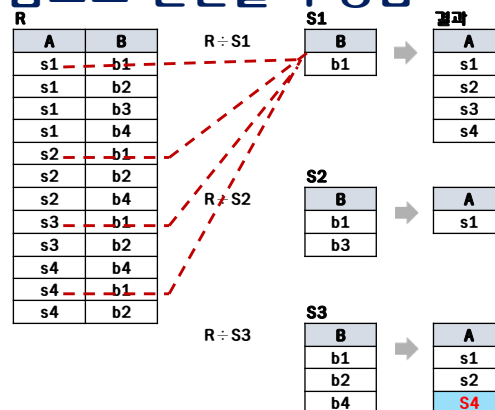 R
A B
s1 b1
s1 b2
s1 b3
s1 b4
s2 b1
s2 b2
s2 b4
s3 b1
s3 b2
s4 b4
s4 b1
s4 b2
R÷S1
S1
B
b1
결과
A
s1
s2
s3
s4
R÷S2
S2
B
b1
b3
A
s1
R÷S3
S3
B
b1
b2
b4
A
s1
s2
S4